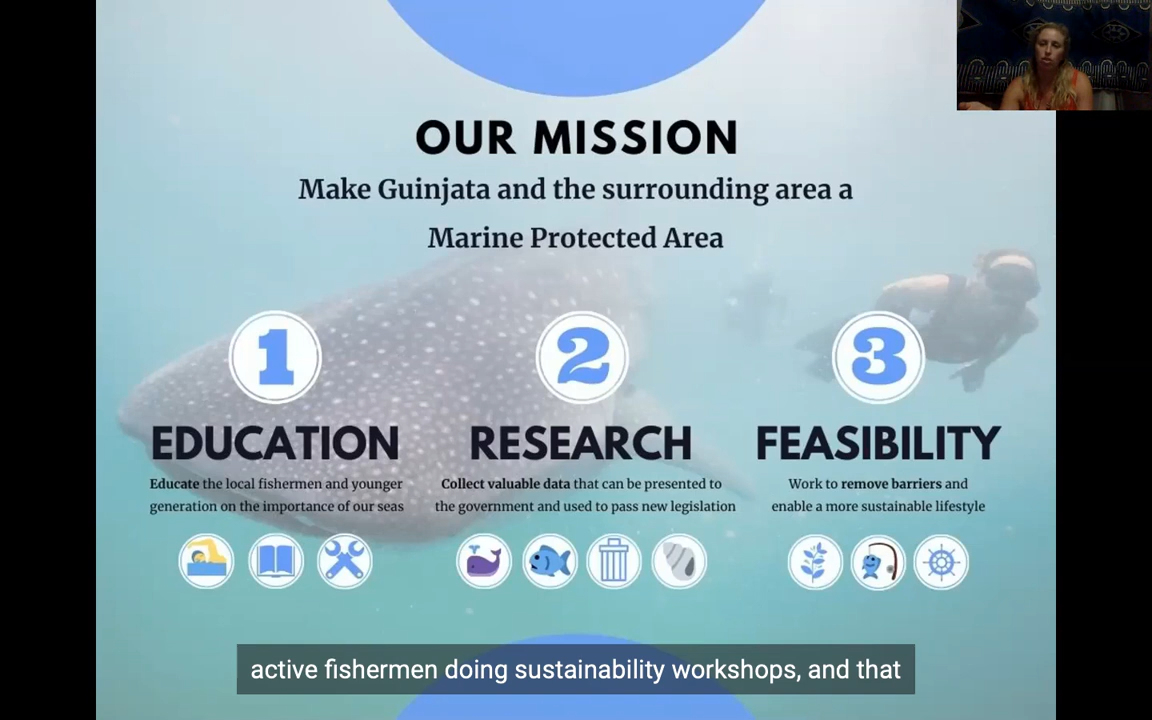 OUR MISSION
Make Guinjata and the surrounding area a
Marine Protected Area
1
2
3
EDUCATION
RESEARCH
FEASIBILITY
Educate the local fishermen and younger
generation on the importance of our seas
Collect valuable data that can be presented to
the government and used to pass new legislation
Work to remove barriers and
enable a more sustainable lifestyle
active fishermen doing sustainability workshops, and that